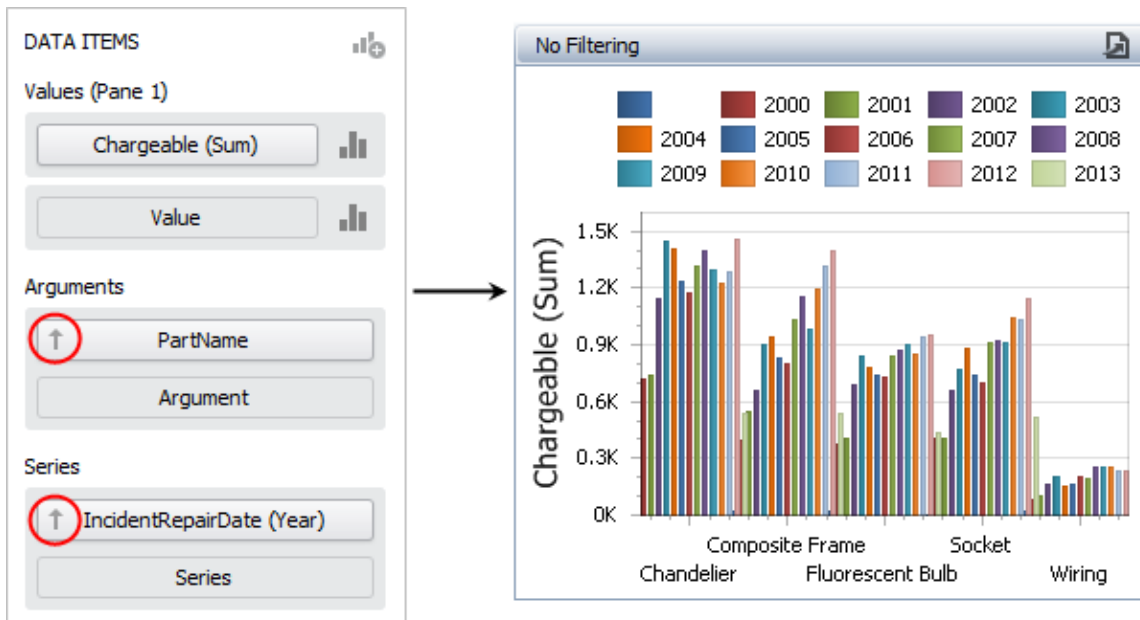 DATA ITEMS
Values (Pane 1)
Chargeable (Sum)
Value
Arguments
PartName
Argument
Series
IncidentRepairDate (Year)
Series
No Filtering
2000 2001 2002 2003
2004 2005 2006 2007 2008
2009 2010 2011 2012 2013
Chargeable (Sum)
1.5K
1.2K
0.9K
0.6K
0.3K
0K
Composite Frame Socket
Chandelier Fluorescent Bulb Wiring